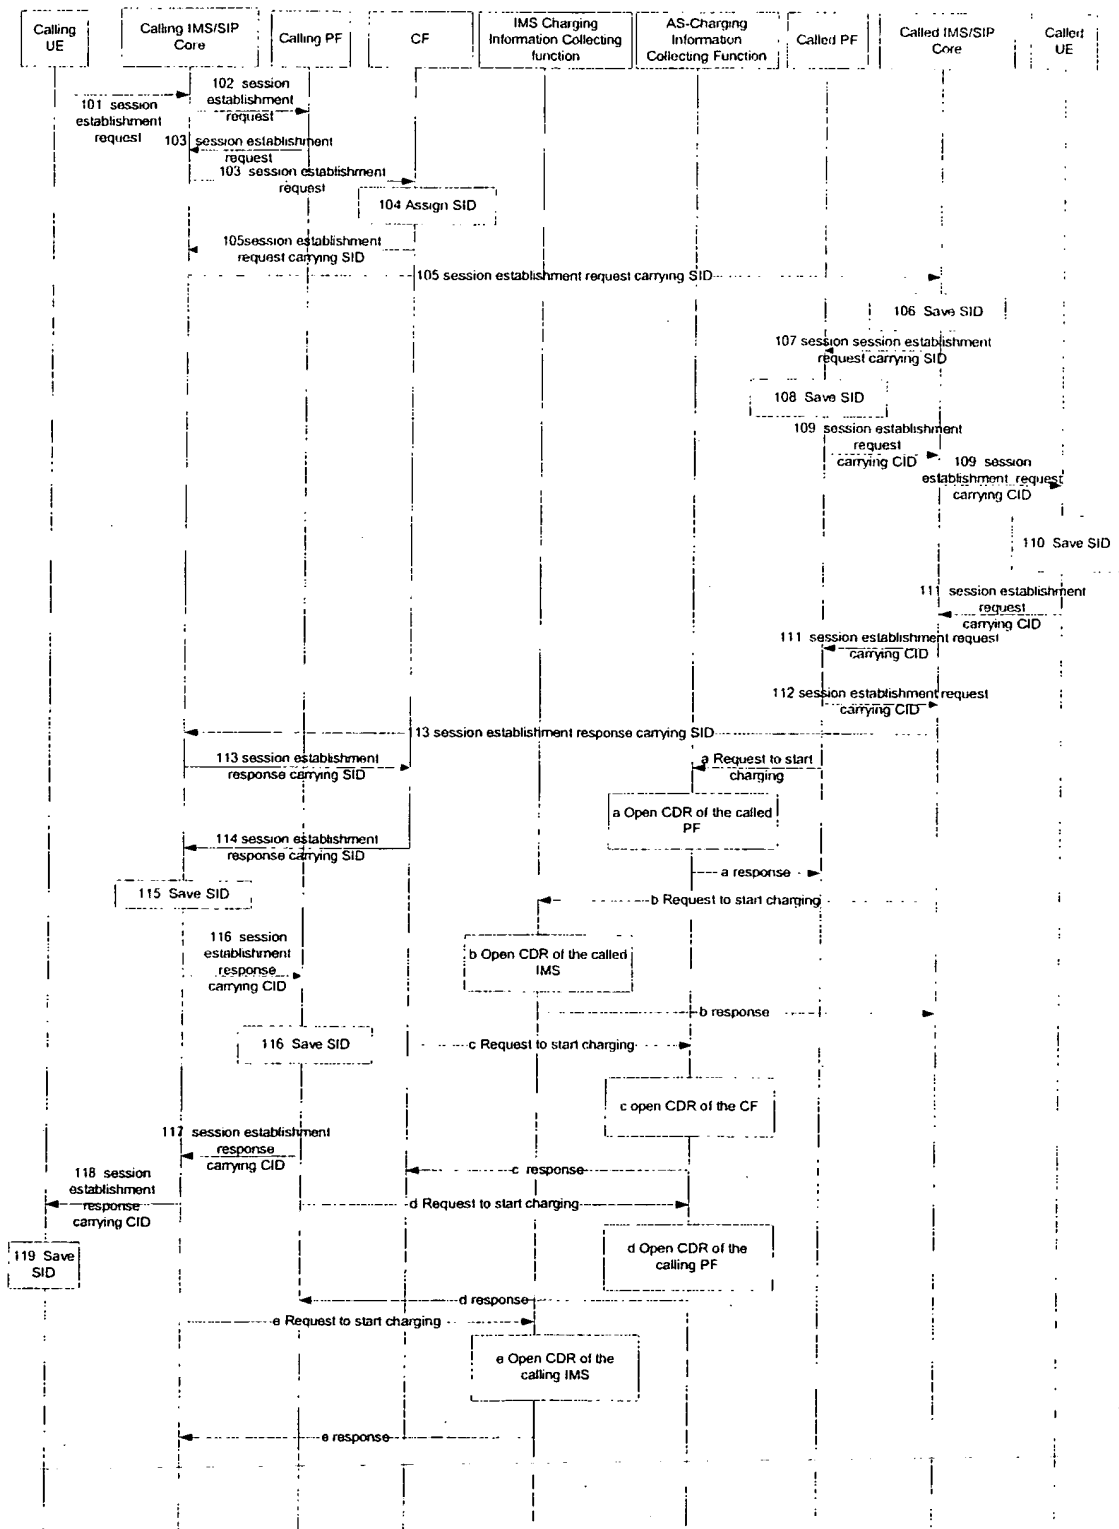 Calling
UE
Calling IMS/SIP
Core
Calling PF
CF
IMS Charging
Information Collecting
function
AS-Charging
Information
Collecting Function
Called PF
Called IMS/SIP
Core
Called
UE
101 session
establishment
request
102 session
establishment
request
103 session establishment
request
103 session establishment
request
104 Assign SID
105session establishment
request carrying SID
105 session establishment request carrying SID
106 Save SID
107 session session establishment
request carrying SID
108 Save SID
109 session establishment
request
carrying CID
109 session
establishment request
carrying CID
110 Save SID
111 session establishment
request
carrying CID
111 session establishment request
carrying CID
112 session establishment request
carrying CID
113 session establishment response carrying SID
113 session establishment
response carrying SID
a Request to start
charging
a Open CDR of the called
PF
114 session establishment
response carrying SID
a response
115 Save SID
b Request to start charging
116 session
establishment
response
carrying CID
b Open CDR of the called
IMS
b response
116 Save SID
c Request to start charging
c open CDR of the CF
117 session establishment
response
carrying CID
c response
118 session
establishment
response
carrying CID
d Request to start charging
119 Save
SID
d Open CDR of the
calling PF
d response
e Request to start charging
e Open CDR of the
calling IMS
e response